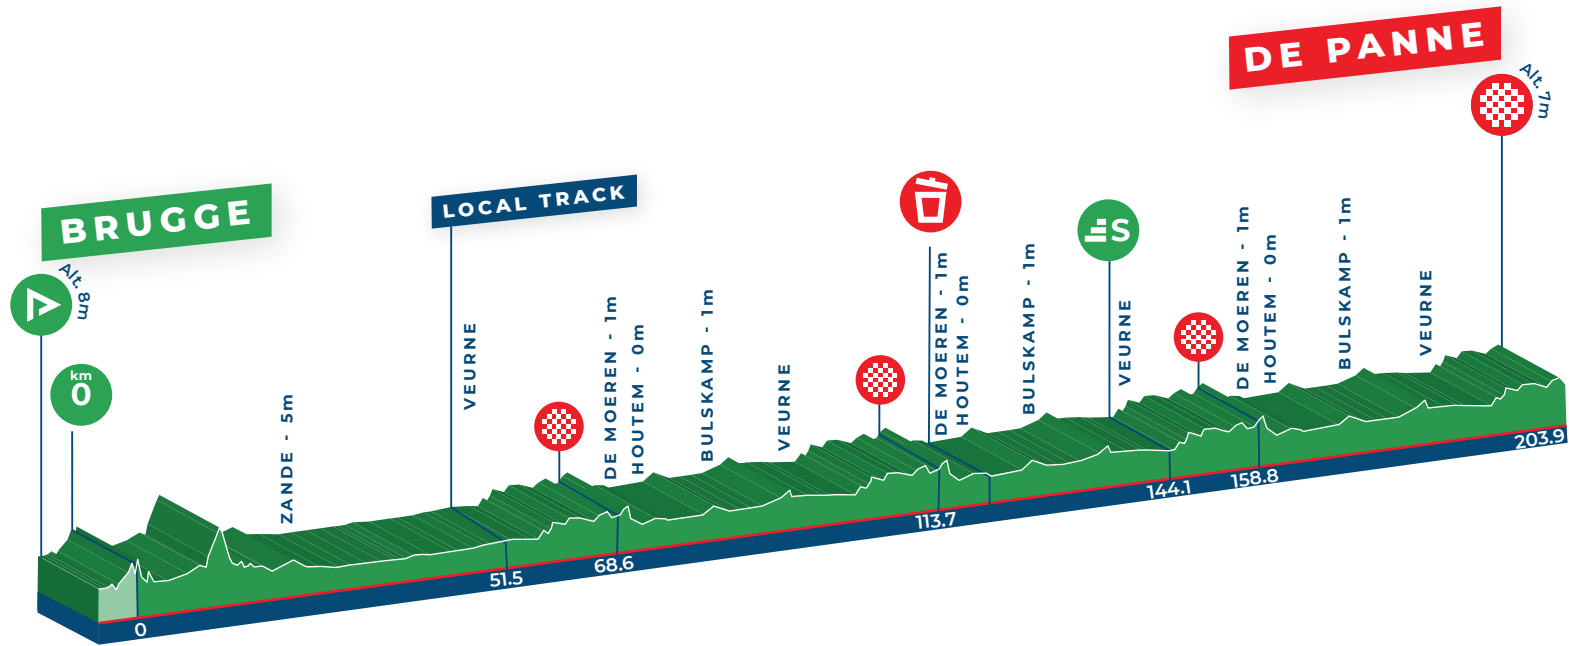 BRUGGE
Alt. 8m
km
0
ZANDE - 5m
LOCAL TRACK
VEURNE
DE MOEREN - 1m
HOUTEM - 0m
BULSKAMP - 1m
VEURNE
DE MOEREN - 1m
HOUTEM - 0m
BULSKAMP - 1m
S
VEURNE
DE MOEREN - 1m
HOUTEM - 0m
BULSKAMP - 1m
VEURNE
DE PANNE
Alt. 7m
0
51.5
68.6
113.7
144.1
158.8
203.9